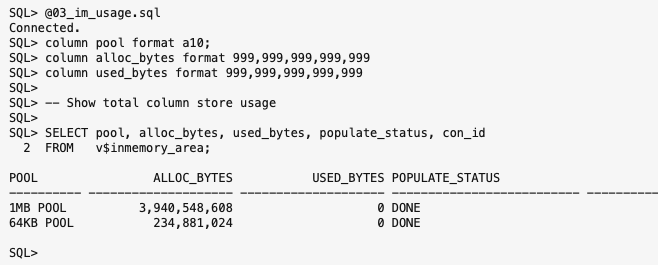 SQL> @03_im_usage.sql
Connected.
SQL> column pool format a10;
SQL> column alloc_bytes format 999,999,999,999,999
SQL> column used_bytes format 999,999,999,999,999
SQL>
SQL> -- Show total column store usage
SQL>
SQL> SELECT pool, alloc_bytes, used_bytes, populate_status, con_id
  2  FROM   v$inmemory_area;
POOL                ALLOC_BYTES           USED_BYTES POPULATE_STATUS
---------- -------------------- -------------------- -------------------------- ----------
1MB POOL          3,940,548,608                    0 DONE
64KB POOL           234,881,024                    0 DONE
SQL>